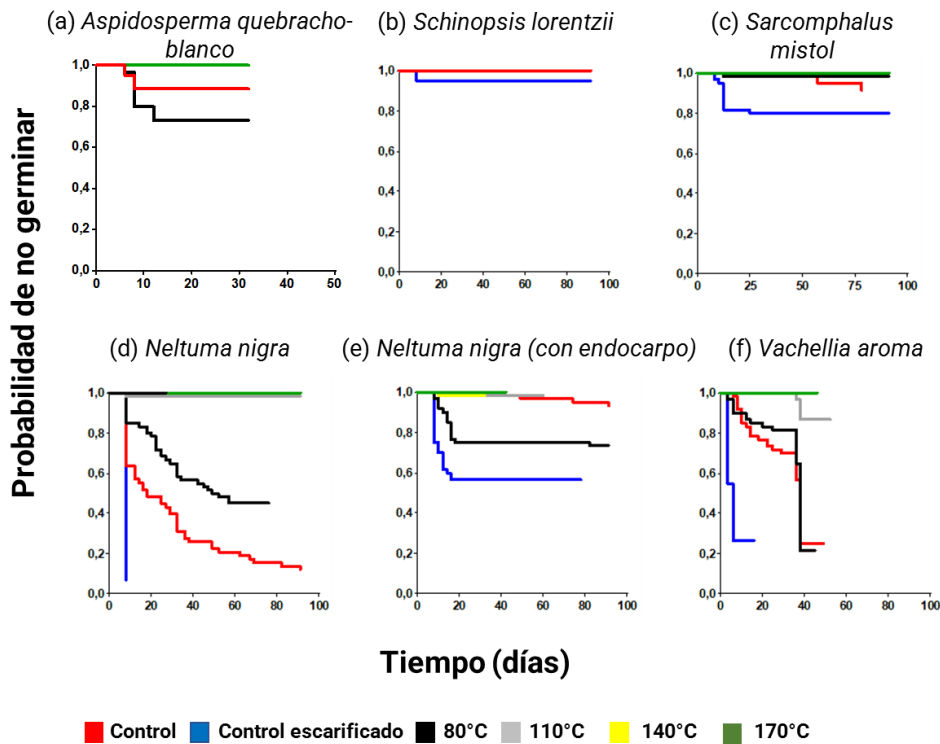 (a) Aspidosperma quebracho-
blanco
(b) Schinopsis lorentzii
(c) Sarcomphalus
mistol
Probabilidad de no germinar
1,0
0,8
0,6
0,4
0,2
0,0
0 10 20 30 40 50
1,0
0,8
0,6
0,4
0,2
0,0
0 20 40 60 80 100
1,0
0,8
0,6
0,4
0,2
0,0
0 25 50 75 100
(d) Neltuma nigra
(e) Neltuma nigra (con endocarpo)
(f) Vachellia aroma
1,0
0,8
0,6
0,4
0,2
0,0
0 20 40 60 80 100
1,0
0,8
0,6
0,4
0,2
0,0
0 20 40 60 80 100
1,0
0,8
0,6
0,4
0,2
0,0
0 20 40 60 80 100
Tiempo (días)
Control Control escarificado 80°C 110°C 140°C 170°C